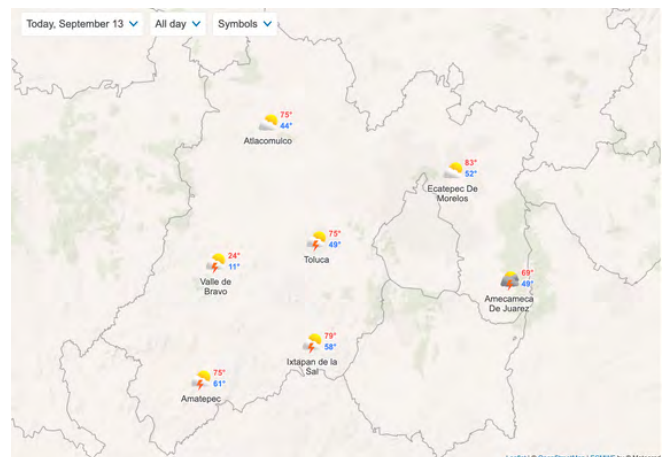 Today, September 13
All day
Symbols
75°
44°
Atlacomulco
83°
52°
Ecatepec De
Morelos
75°
49°
Toluca
24°
11°
Valle de
Bravo
69°
49°
Amecameca
De Juarez
79°
58°
Ixtapan de la
Sal
75°
61°
Amatepec